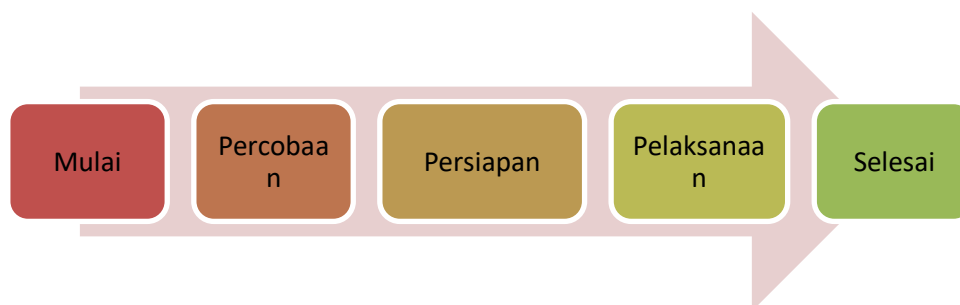 Mulai
Percobaa
n
Persiapan
Pelaksanaa
n
Selesai